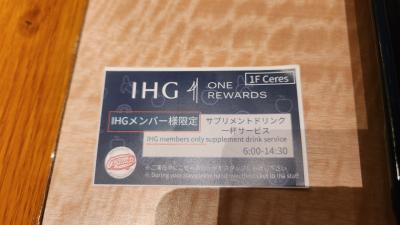 IHG ONE REWARDS
1F Ceres
IHGメンバー様限定
サプリメントドリンク
一杯サービス
IHG members only supplement drink service
6:00-14:30